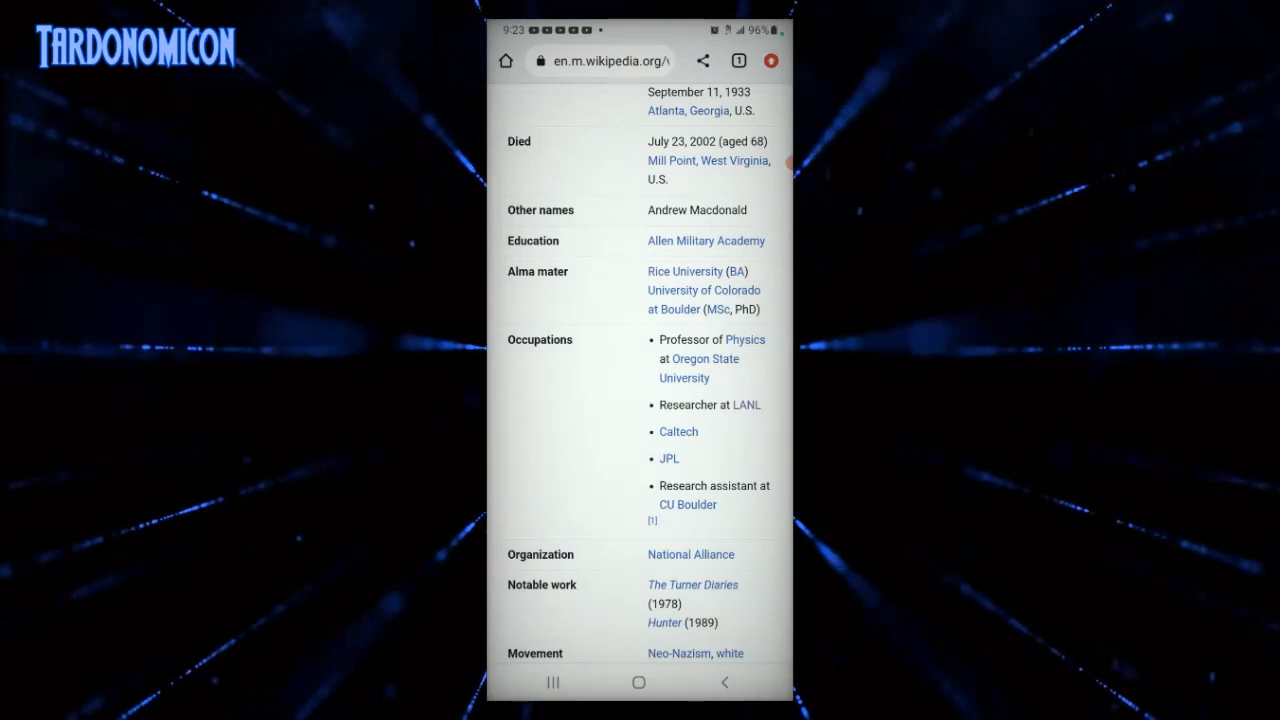 TARDONOMICON
9:23
96%
1
en.m.wikipedia.org/
September 11, 1933
Atlanta, Georgia, U.S.
Died
July 23, 2002 (aged 68)
Mill Point, West Virginia,
U.S.
Other names
Andrew Macdonald
Education
Allen Military Academy
Alma mater
Rice University (BA)
University of Colorado
at Boulder (MSc, PhD)
Occupations
• Professor of Physics
at Oregon State
University
• Researcher at LANL
• Caltech
• JPL
• Research assistant at
CU Boulder
[1]
Organization
National Alliance
Notable work
The Turner Diaries
(1978)
Hunter (1989)
Movement
Neo-Nazism, white